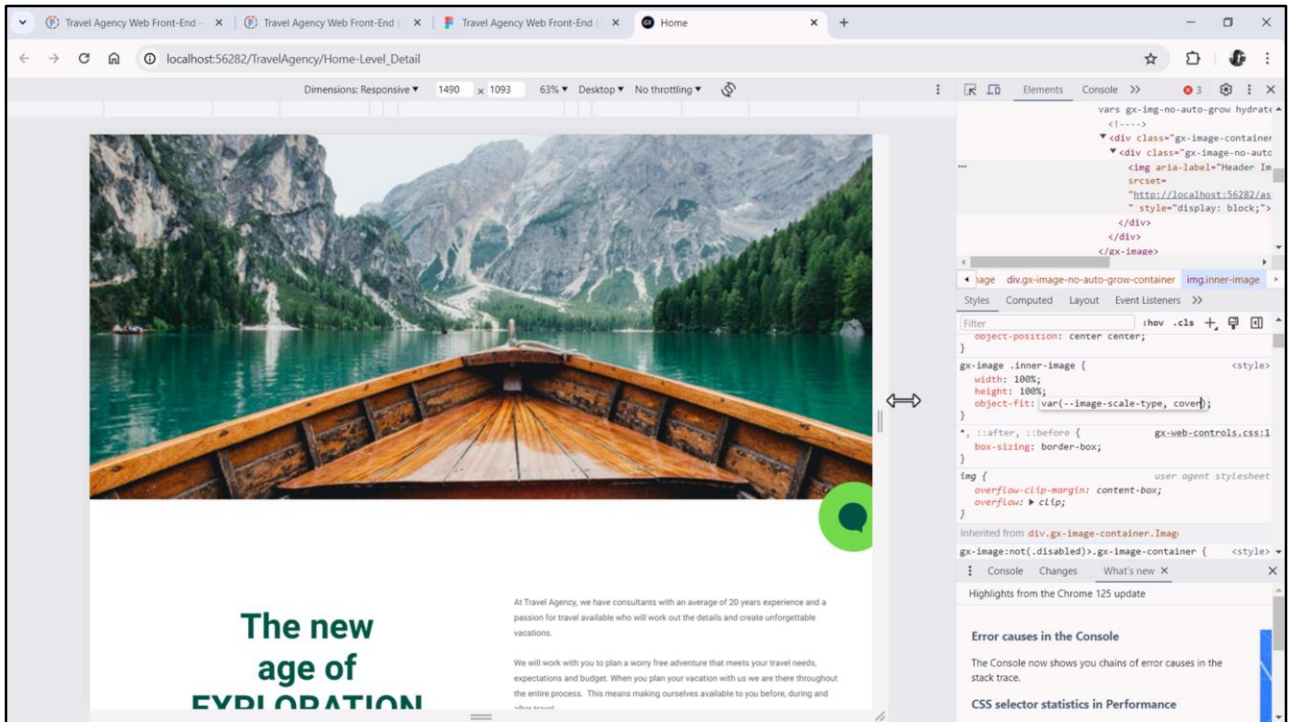 Travel Agency Web Front-End –
Travel Agency Web Front-End (
Travel Agency Web Front-End (
GX
Home
localhost:56282/TravelAgency/Home-Level_Detail
Dimensions: Responsive
1490 × 1093
63%
Desktop
No throttling
Elements
Console
3
vars gx-img-no-auto-grow hydrate
<!---->
<div class="gx-image-container
<div class="gx-image-no-auto
<img aria-label="Header Im
srcset=
"http://localhost:56282/as
" style="display: block;">
</div>
</div>
</gx-image>
nage div.gx-image-no-auto-grow-container img.inner-image
Styles Computed Layout Event Listeners
Filter
:hov .cls
object-position: center center;
}
gx-image .inner-image { <style>
width: 100%;
height: 100%;
object-fit: var(--image-scale-type, cover);
}
*, ::after, ::before { gx-web-controls.css:1
box-sizing: border-box;
}
img { user agent stylesheet
overflow-clip-margin: content-box;
overflow: clip;
}
Inherited from div.gx-image-container.Imag
gx-image:not(.disabled)>.gx-image-container { <style>
Console Changes What's new
Highlights from the Chrome 125 update
Error causes in the Console
The Console now shows you chains of error causes in the
stack trace.
CSS selector statistics in Performance
The new
age of
EXPLORATION
At Travel Agency, we have consultants with an average of 20 years experience and a
passion for travel available who will work out the details and create unforgettable
vacations.
We will work with you to plan a worry free adventure that meets your travel needs,
expectations and budget. When you plan your vacation with us we are there throughout
the entire process. This means making ourselves available to you before, during and
after travel.